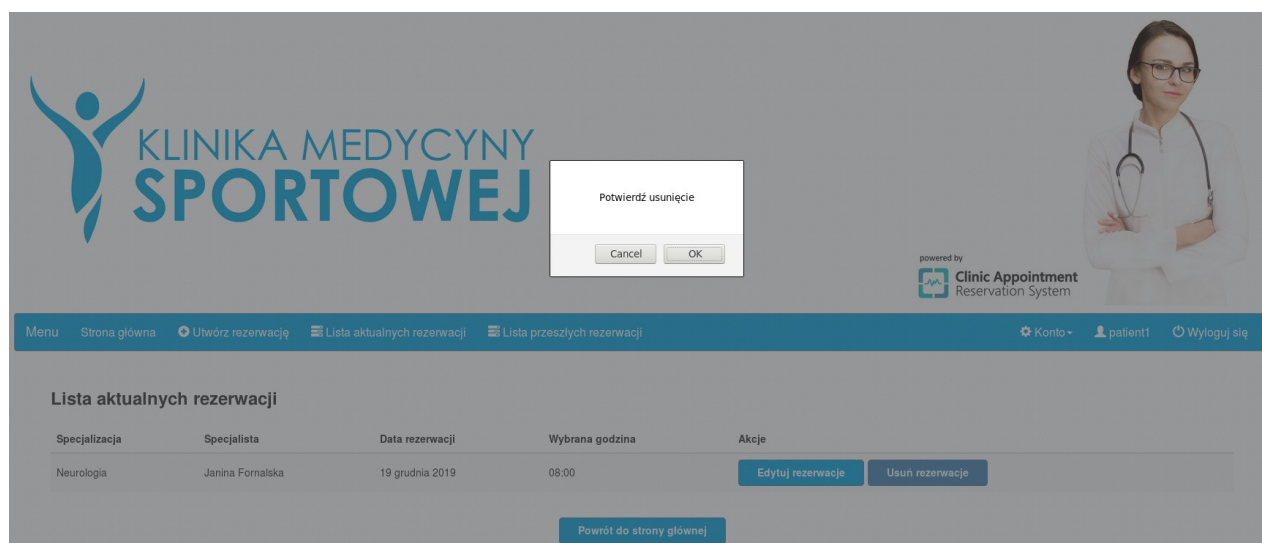 KLINIKA MEDYCYNY
SPORTOWEJ
Potwierdź usunięcie
Cancel OK
powered by
Clinic Appointment
Reservation System
Menu Strona główna Utwórz rezerwację Lista aktualnych rezerwacji Lista przeszłych rezerwacji Konto patient1 Wyloguj się
Lista aktualnych rezerwacji
Specjalizacja Specjalista Data rezerwacji Wybrana godzina Akcje
Neurologia Janina Fornalska 19 grudnia 2019 08:00 Edytuj rezerwacje Usuń rezerwacje
Powrót do strony głównej